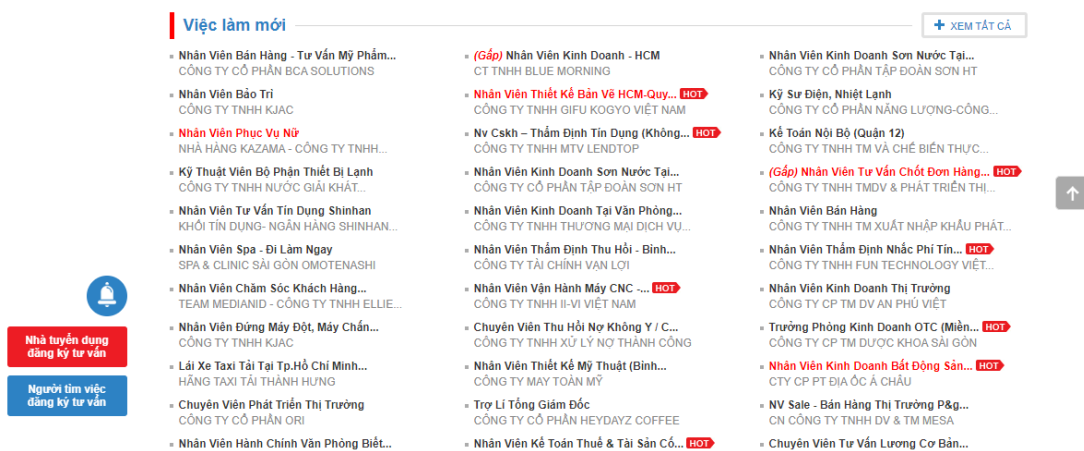 Việc làm mới
XEM TẤT CẢ
Nhân Viên Bán Hàng - Tư Vấn Mỹ Phẩm...
CÔNG TY CỔ PHẦN BCA SOLUTIONS
Nhân Viên Bảo Trì
CÔNG TY TNHH KJAC
Nhân Viên Phục Vụ Nữ
NHÀ HÀNG KAZAMA - CÔNG TY TNHH...
Kỹ Thuật Viên Bộ Phận Thiết Bị Lạnh
CÔNG TY TNHH NƯỚC GIẢI KHÁT...
Nhân Viên Tư Vấn Tín Dụng Shinhan
KHỐI TÍN DỤNG- NGÂN HÀNG SHINHAN...
Nhân Viên Spa - Đi Làm Ngay
SPA & CLINIC SÀI GÒN OMOTENASHI
Nhân Viên Chăm Sóc Khách Hàng...
TEAM MEDIANID - CÔNG TY TNHH ELLIE...
Nhân Viên Đứng Máy Đột, Máy Chấn...
CÔNG TY TNHH KJAC
Lái Xe Taxi Tải Tại Tp.Hồ Chí Minh...
HÃNG TAXI TẢI THÀNH HƯNG
Chuyên Viên Phát Triển Thị Trường
CÔNG TY CỔ PHẦN ORI
Nhân Viên Hành Chính Văn Phòng Biết...
(Gấp) Nhân Viên Kinh Doanh - HCM
CT TNHH BLUE MORNING
Nhân Viên Thiết Kế Bản Vẽ HCM-Quy... HOT
CÔNG TY TNHH GIFU KOGYO VIỆT NAM
Nv Cskh – Thẩm Định Tín Dụng (Không... HOT
CÔNG TY TNHH MTV LENDTOP
Nhân Viên Kinh Doanh Sơn Nước Tại...
CÔNG TY CỔ PHẦN TẬP ĐOÀN SƠN HT
Nhân Viên Kinh Doanh Tại Văn Phòng...
CÔNG TY TNHH THƯƠNG MẠI DỊCH VỤ...
Nhân Viên Thẩm Định Thu Hồi - Bình...
CÔNG TY TÀI CHÍNH VẠN LỢI
Nhân Viên Vận Hành Máy CNC -... HOT
CÔNG TY TNHH II-VI VIỆT NAM
Chuyên Viên Thu Hồi Nợ Không Y / C...
CÔNG TY TNHH XỬ LÝ NỢ THÀNH CÔNG
Nhân Viên Thiết Kế Mỹ Thuật (Bình...
CÔNG TY MAY TOÀN MỸ
Trợ Lí Tổng Giám Đốc
CÔNG TY CỔ PHẦN HEYDAYZ COFFEE
Nhân Viên Kế Toán Thuế & Tài Sản Cố... HOT
Nhân Viên Kinh Doanh Sơn Nước Tại...
CÔNG TY CỔ PHẦN TẬP ĐOÀN SƠN HT
Kỹ Sư Điện, Nhiệt Lạnh
CÔNG TY CỔ PHẦN NĂNG LƯỢNG-CÔNG...
Kế Toán Nội Bộ (Quận 12)
CÔNG TY TNHH TM VÀ CHẾ BIẾN THỰC...
(Gấp) Nhân Viên Tư Vấn Chốt Đơn Hàng... HOT
CÔNG TY TNHH TMDV & PHÁT TRIỂN THỊ...
Nhân Viên Bán Hàng
CÔNG TY TNHH TM XUẤT NHẬP KHẨU PHÁT...
Nhân Viên Thẩm Định Nhắc Phí Tín... HOT
CÔNG TY TNHH FUN TECHNOLOGY VIỆT...
Nhân Viên Kinh Doanh Thị Trường
CÔNG TY CP TM DV AN PHÚ VIỆT
Trưởng Phòng Kinh Doanh OTC (Miền... HOT
CÔNG TY CP TM DƯỢC KHOA SÀI GÒN
Nhân Viên Kinh Doanh Bất Động Sản... HOT
CTY CP PT ĐỊA ỐC Á CHÂU
NV Sale - Bán Hàng Thị Trường P&g...
CN CÔNG TY TNHH DV & TM MESA
Chuyên Viên Tư Vấn Lương Cơ Bản...
Nhà tuyển dụng
đăng ký tư vấn
Người tìm việc
đăng ký tư vấn